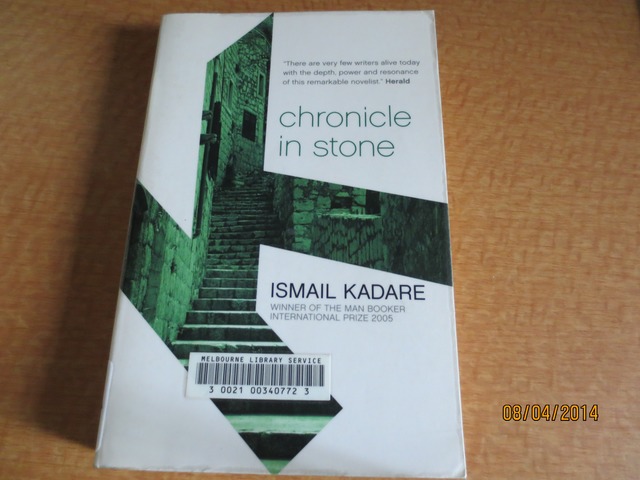 "There are very few writers alive today
with the depth, power and resonance
of this remarkable novelist." Herald
chronicle
in stone
ISMAIL KADARE
WINNER OF THE MAN BOOKER
INTERNATIONAL PRIZE 2005
MELBOURNE LIBRARY SERVICE
3 0021 00340772 3
08/04/2014